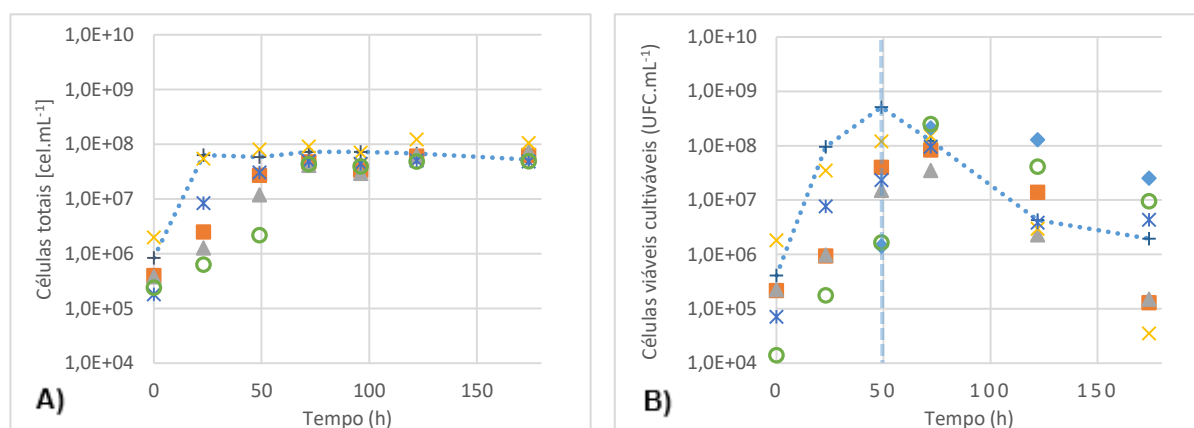 Células totais [cel.mL⁻¹]
1,0E+10
1,0E+09
1,0E+08
1,0E+07
1,0E+06
1,0E+05
1,0E+04
0 50 100 150
Tempo (h)
A)
Células viáveis cultiváveis (UFC.mL⁻¹)
1,0E+10
1,0E+09
1,0E+08
1,0E+07
1,0E+06
1,0E+05
1,0E+04
0 50 100 150
Tempo (h)
B)